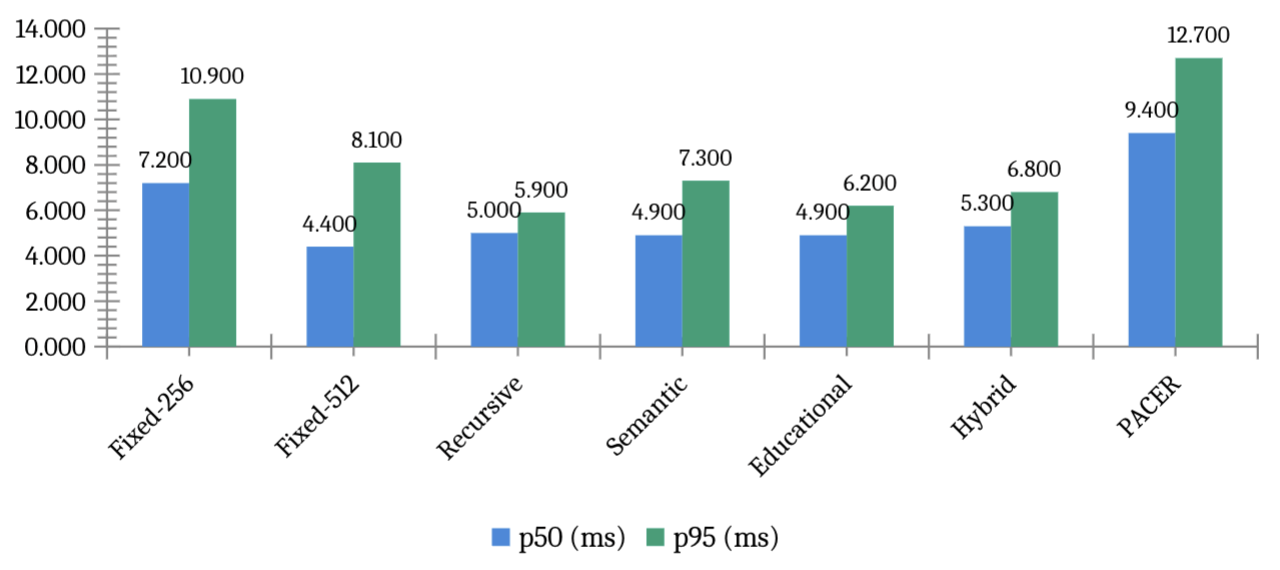 14.000
12.000
10.000
8.000
6.000
4.000
2.000
0.000
7.200
10.900
4.400
8.100
5.000
5.900
4.900
7.300
4.900
6.200
5.300
6.800
9.400
12.700
Fixed-256
Fixed-512
Recursive
Semantic
Educational
Hybrid
PACER
p50 (ms)
p95 (ms)